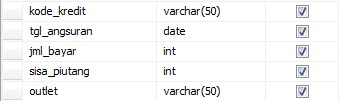 kode_kredit varchar(50)
tgl_angsuran date
jml_bayar int
sisa_piutang int
outlet varchar(50)